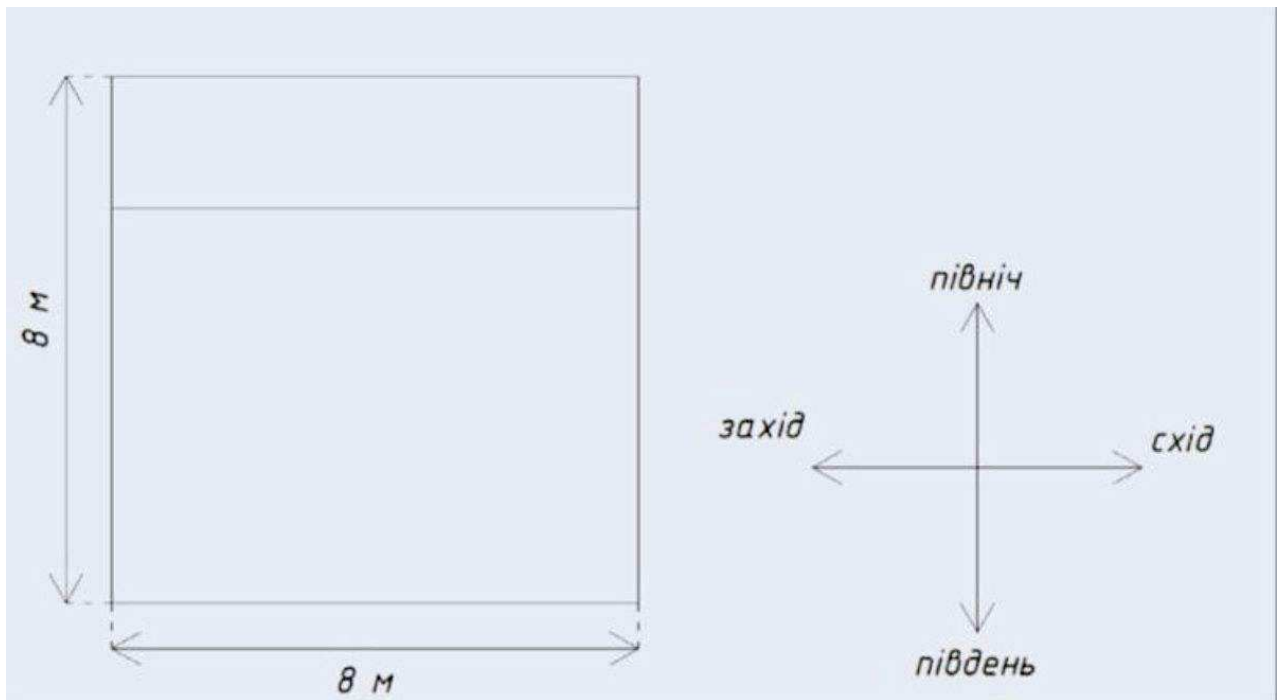 8 м
8 м
північ
захід
схід
південь